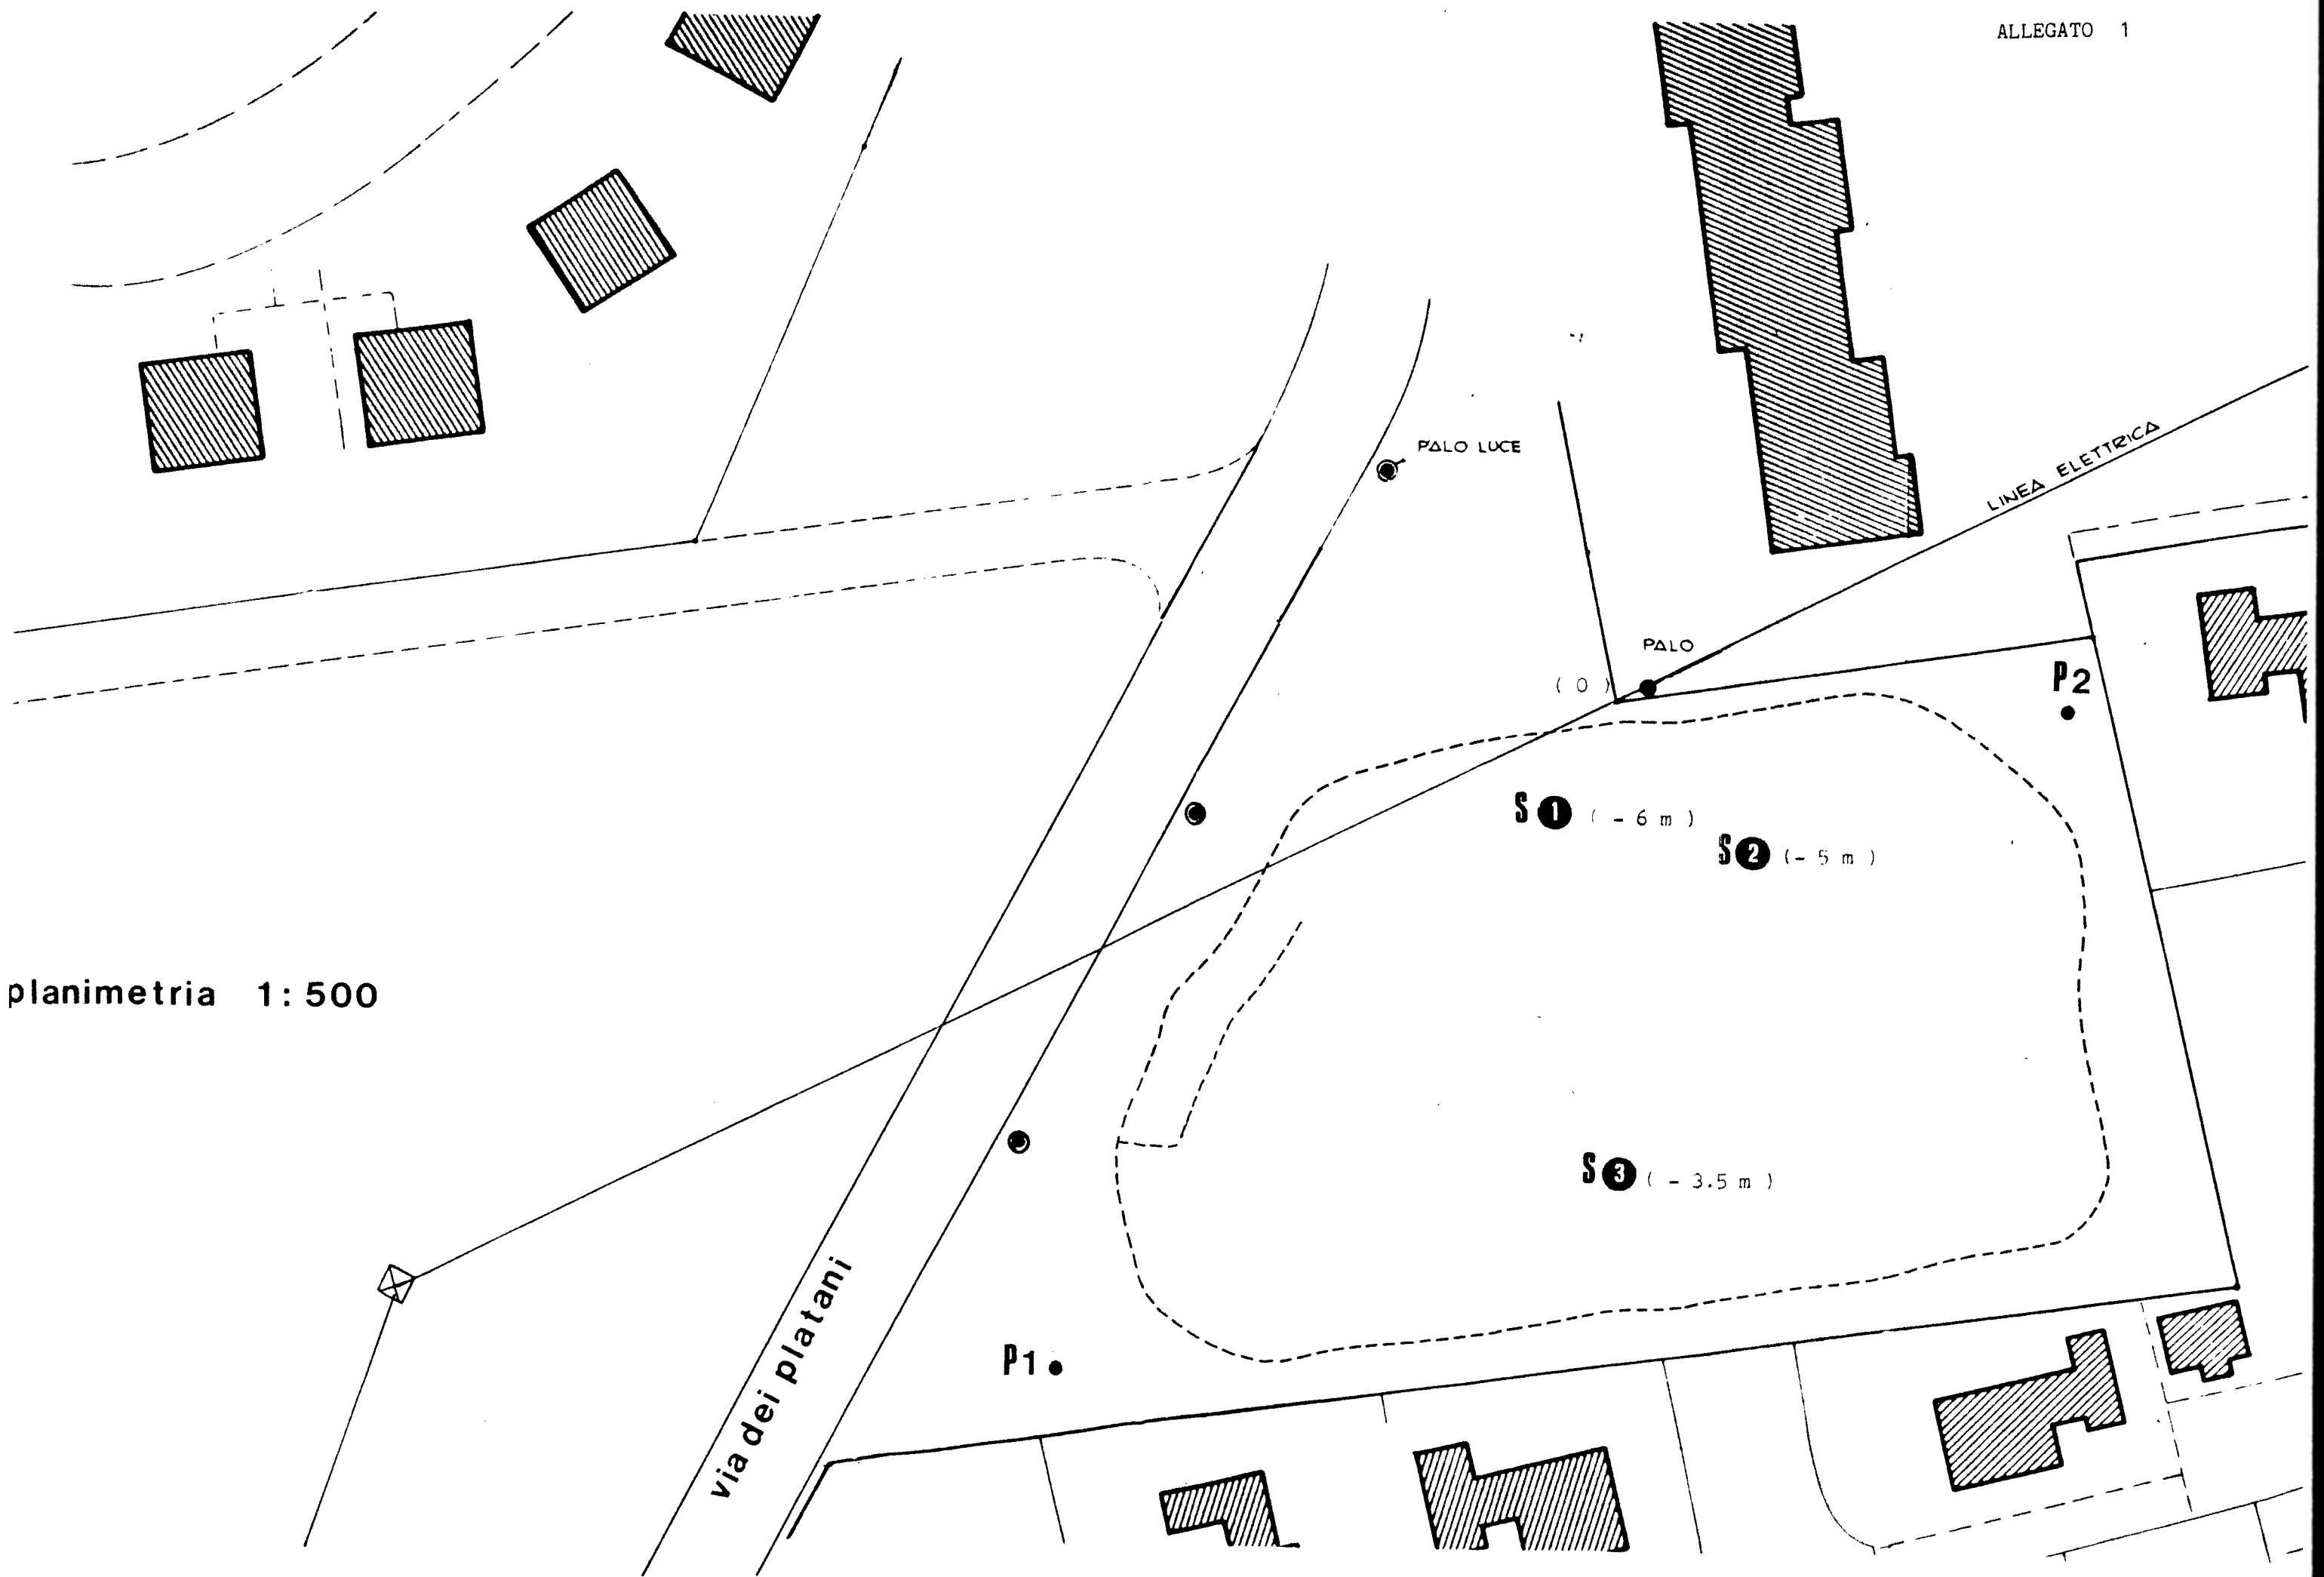 ALLEGATO 1
PALO LUCE
LINEA ELETTRICA
PALO
( 0 )
P2
S 1 ( - 6 m )
S 2 ( - 5 m )
planimetria 1:500
S 3 ( - 3.5 m )
via dei platani
P1